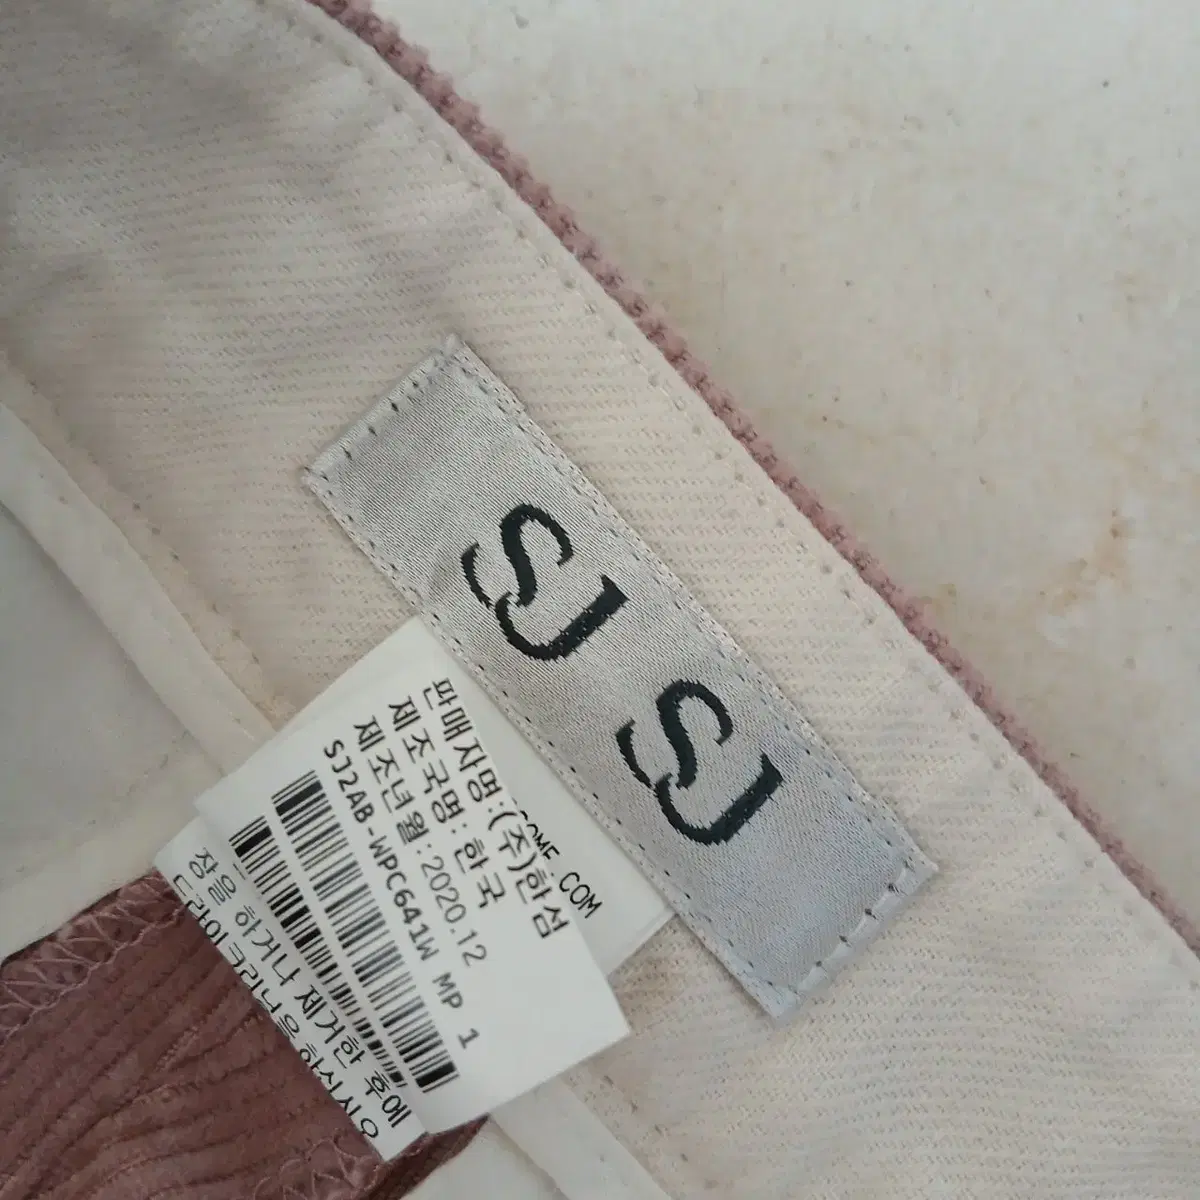 SJ SJ
판매자명:(주)한섬
제조국명:한국
제조년월:2020.12
SJ2AB-WPC641W MP 1
.COM
잠을 하거나 제거한 후에
드라이크리닝을 하십시오